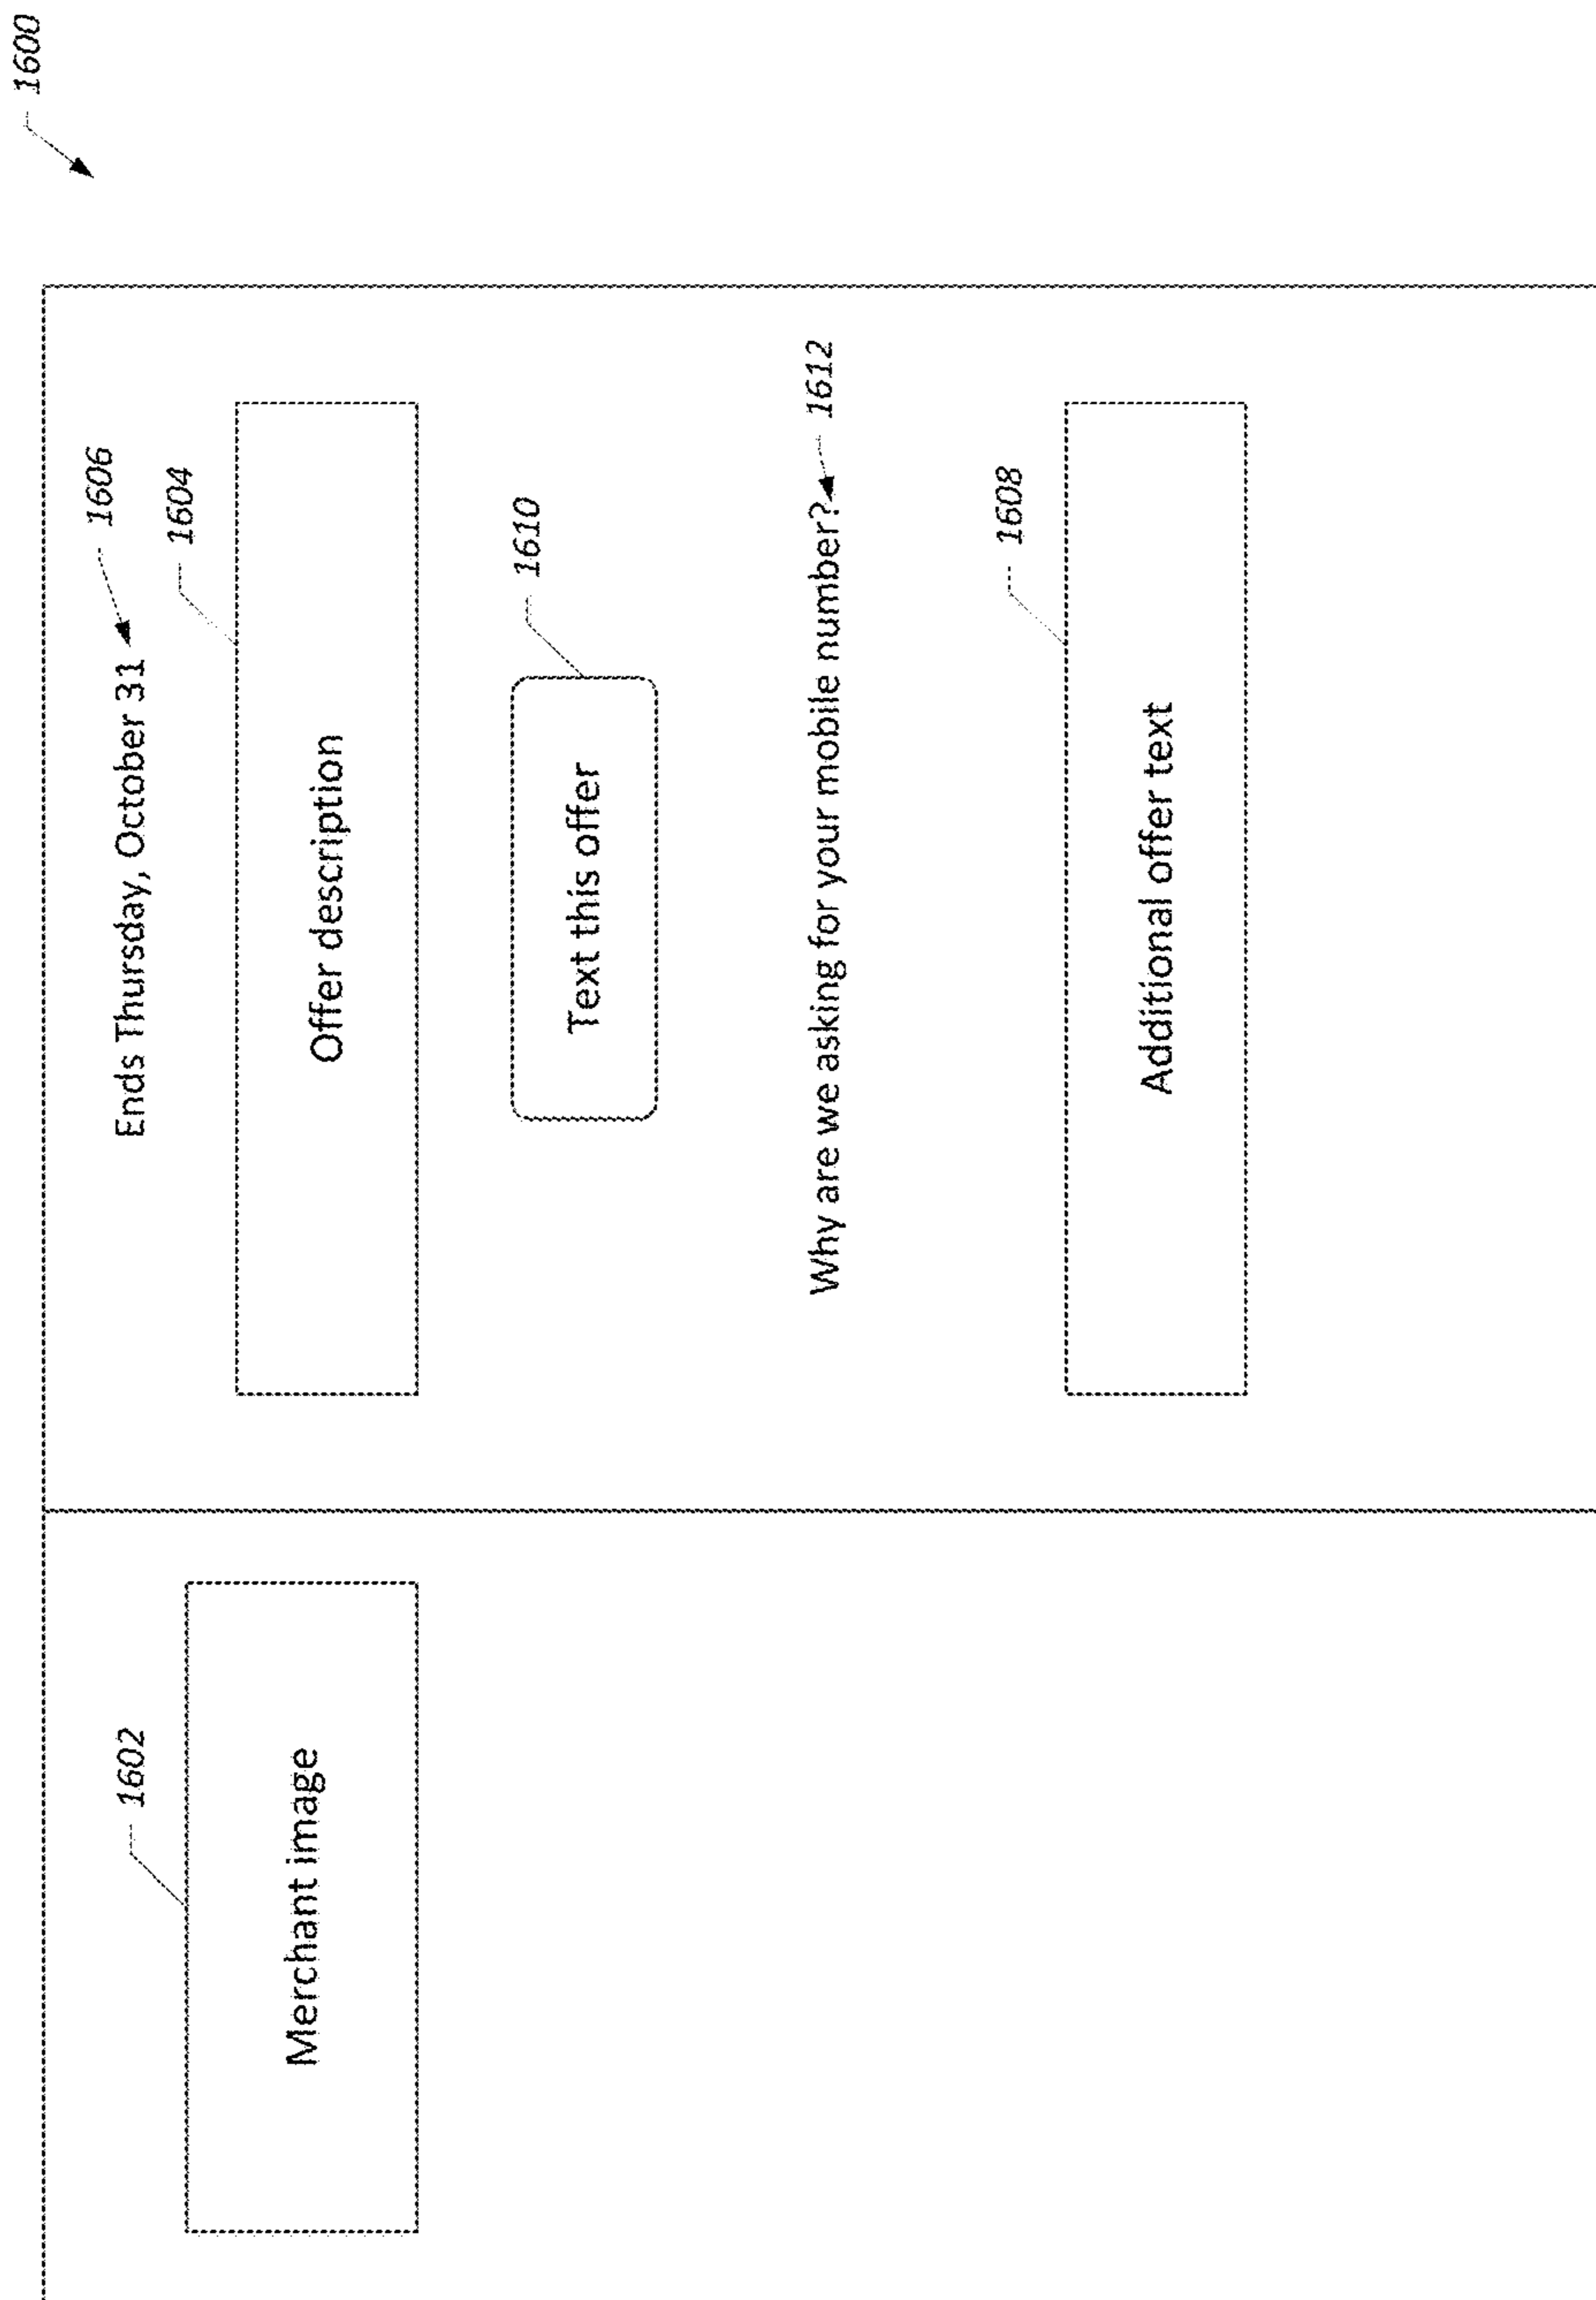 1600
1602
Merchant image
Ends Thursday, October 31
1606
1604
Offer description
1610
Text this offer
Why are we asking for your mobile number?
1612
1608
Additional offer text